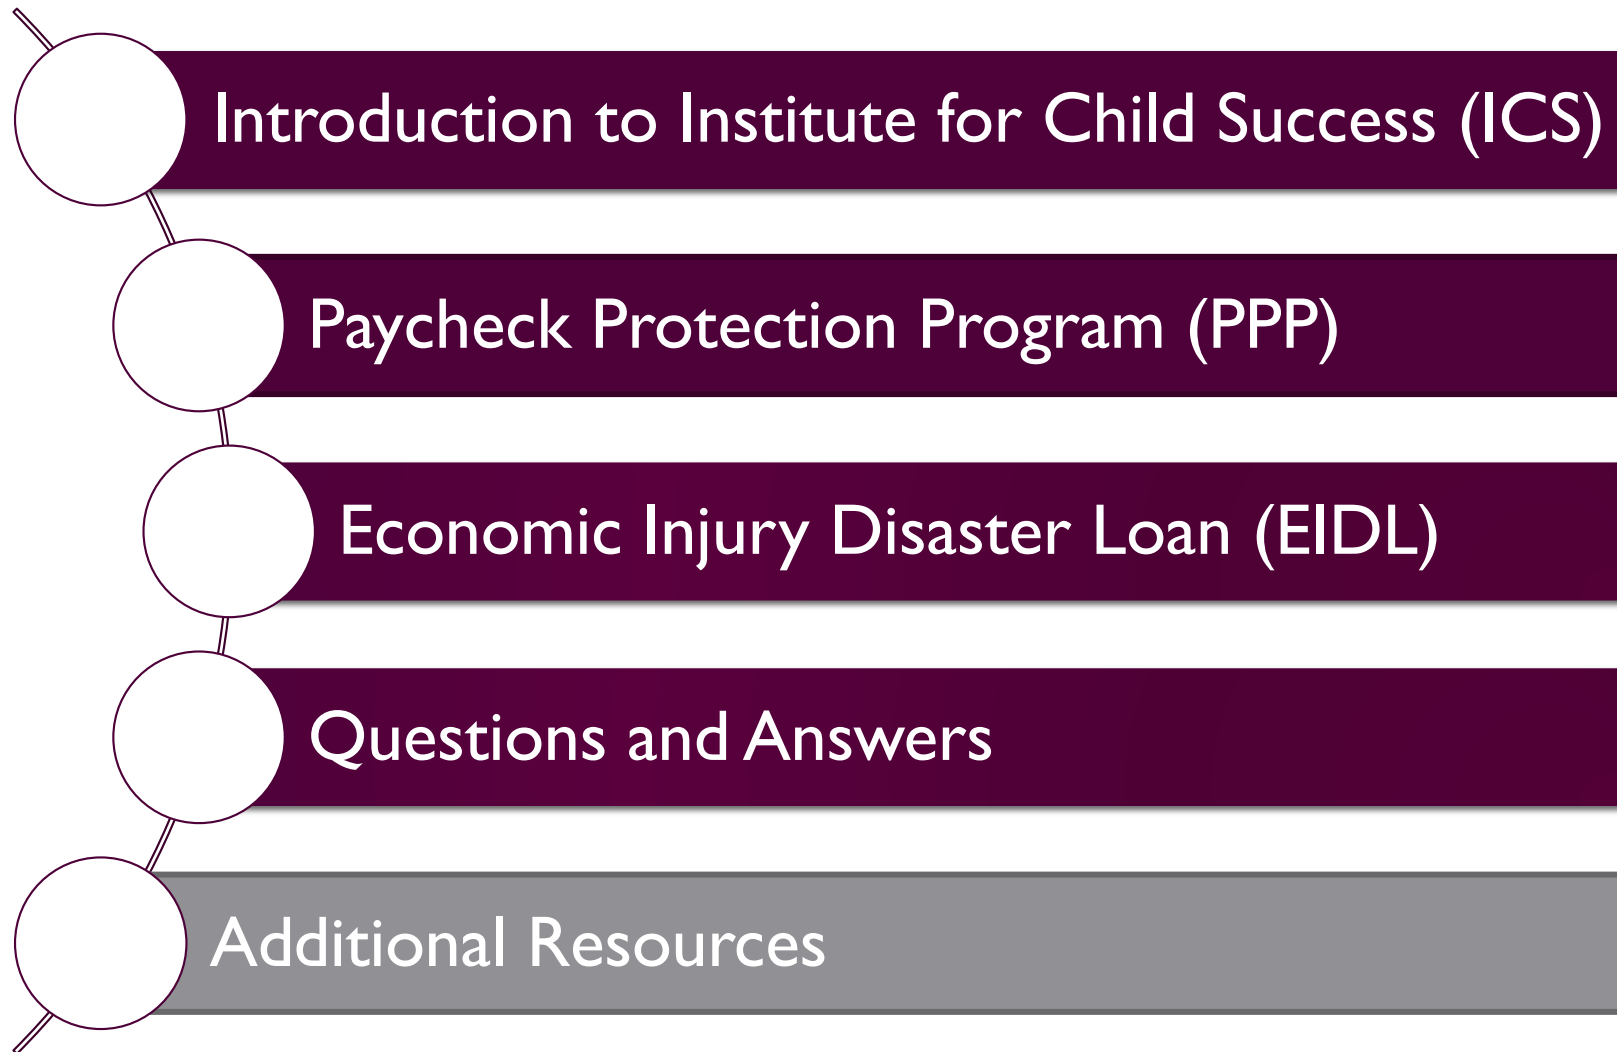 Introduction to Institute for Child Success (ICS)
Paycheck Protection Program (PPP)
Economic Injury Disaster Loan (EIDL)
Questions and Answers
Additional Resources